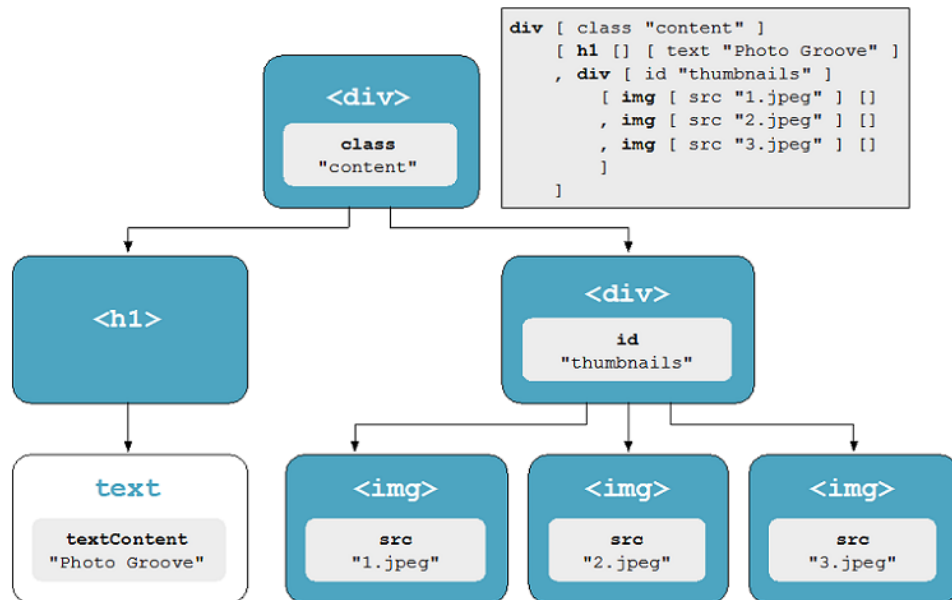 div [ class "content" ]
    [ h1 [] [ text "Photo Groove" ]
    , div [ id "thumbnails" ]
        [ img [ src "1.jpeg" ] []
        , img [ src "2.jpeg" ] []
        , img [ src "3.jpeg" ] []
        ]
    ]
<div>
class
"content"
<h1>
<div>
id
"thumbnails"
text
textContent
"Photo Groove"
<img>
src
"1.jpeg"
<img>
src
"2.jpeg"
<img>
src
"3.jpeg"